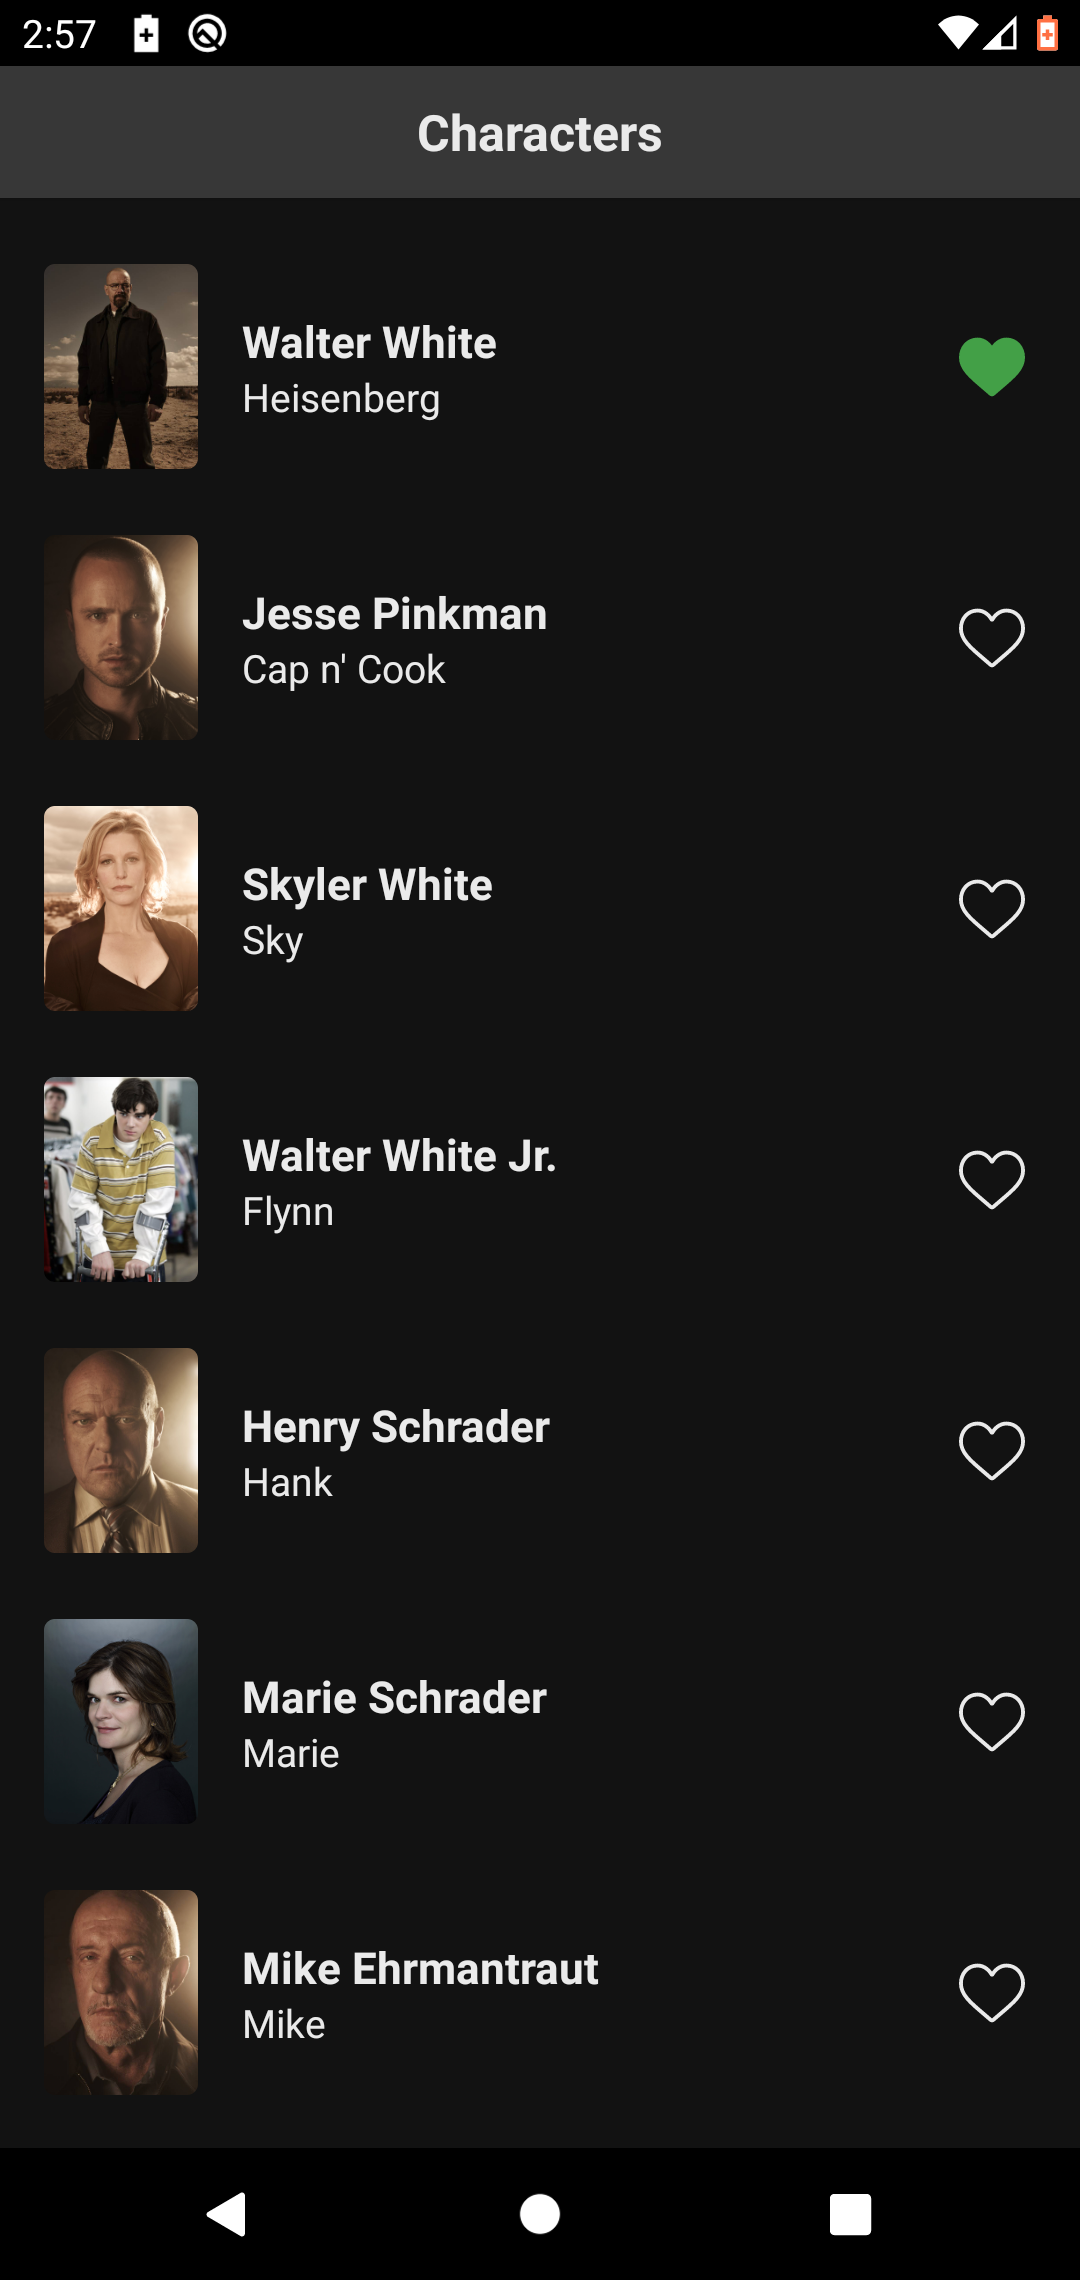 2:57
Characters
Walter White
Heisenberg
Jesse Pinkman
Cap n' Cook
Skyler White
Sky
Walter White Jr.
Flynn
Henry Schrader
Hank
Marie Schrader
Marie
Mike Ehrmantraut
Mike